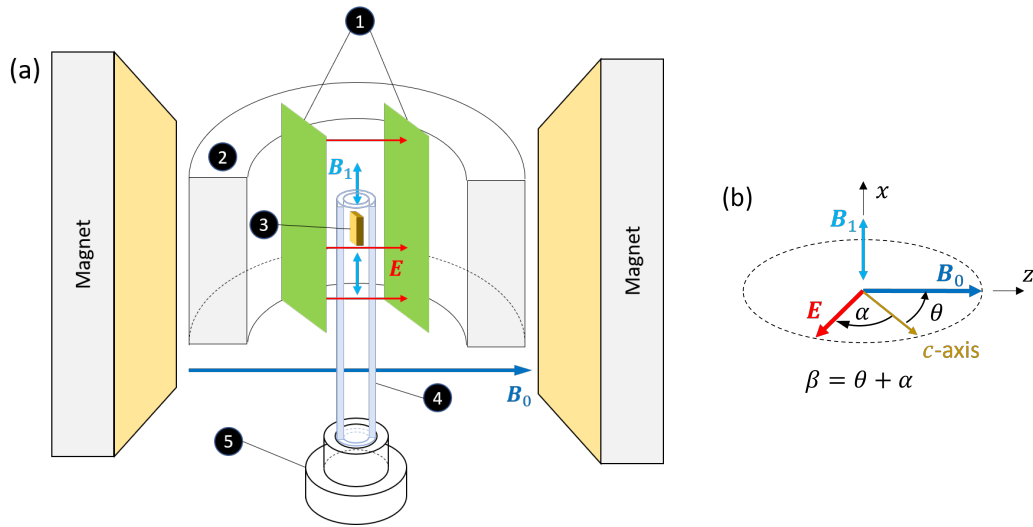 (a)
1
2
B₁
3
E
Magnet
Magnet
B₀
4
5
(b)
x
B₁
B₀
z
E
α
θ
c-axis
β = θ + α